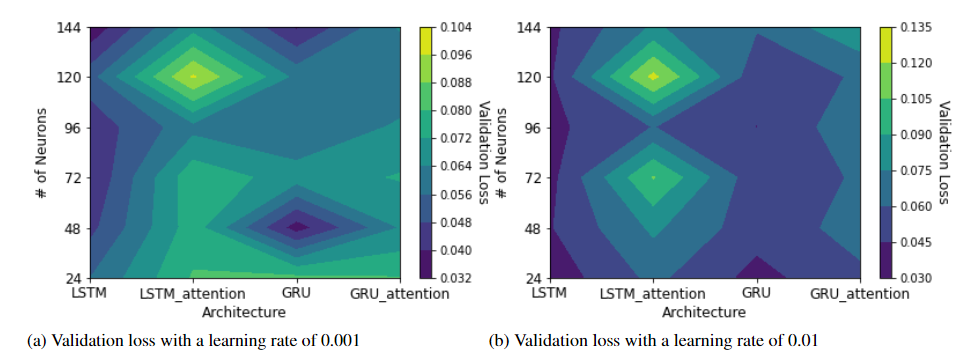 144
120
96
72
48
24
# of Neurons
LSTM
LSTM_attention
GRU
GRU_attention
Architecture
0.104
0.096
0.088
0.080
0.072
0.064
0.056
0.048
0.040
0.032
Validation Loss
(a) Validation loss with a learning rate of 0.001
144
120
96
72
48
24
# of Neurons
LSTM
LSTM_attention
GRU
GRU_attention
Architecture
0.135
0.120
0.105
0.090
0.075
0.060
0.045
0.030
Validation Loss
(b) Validation loss with a learning rate of 0.01